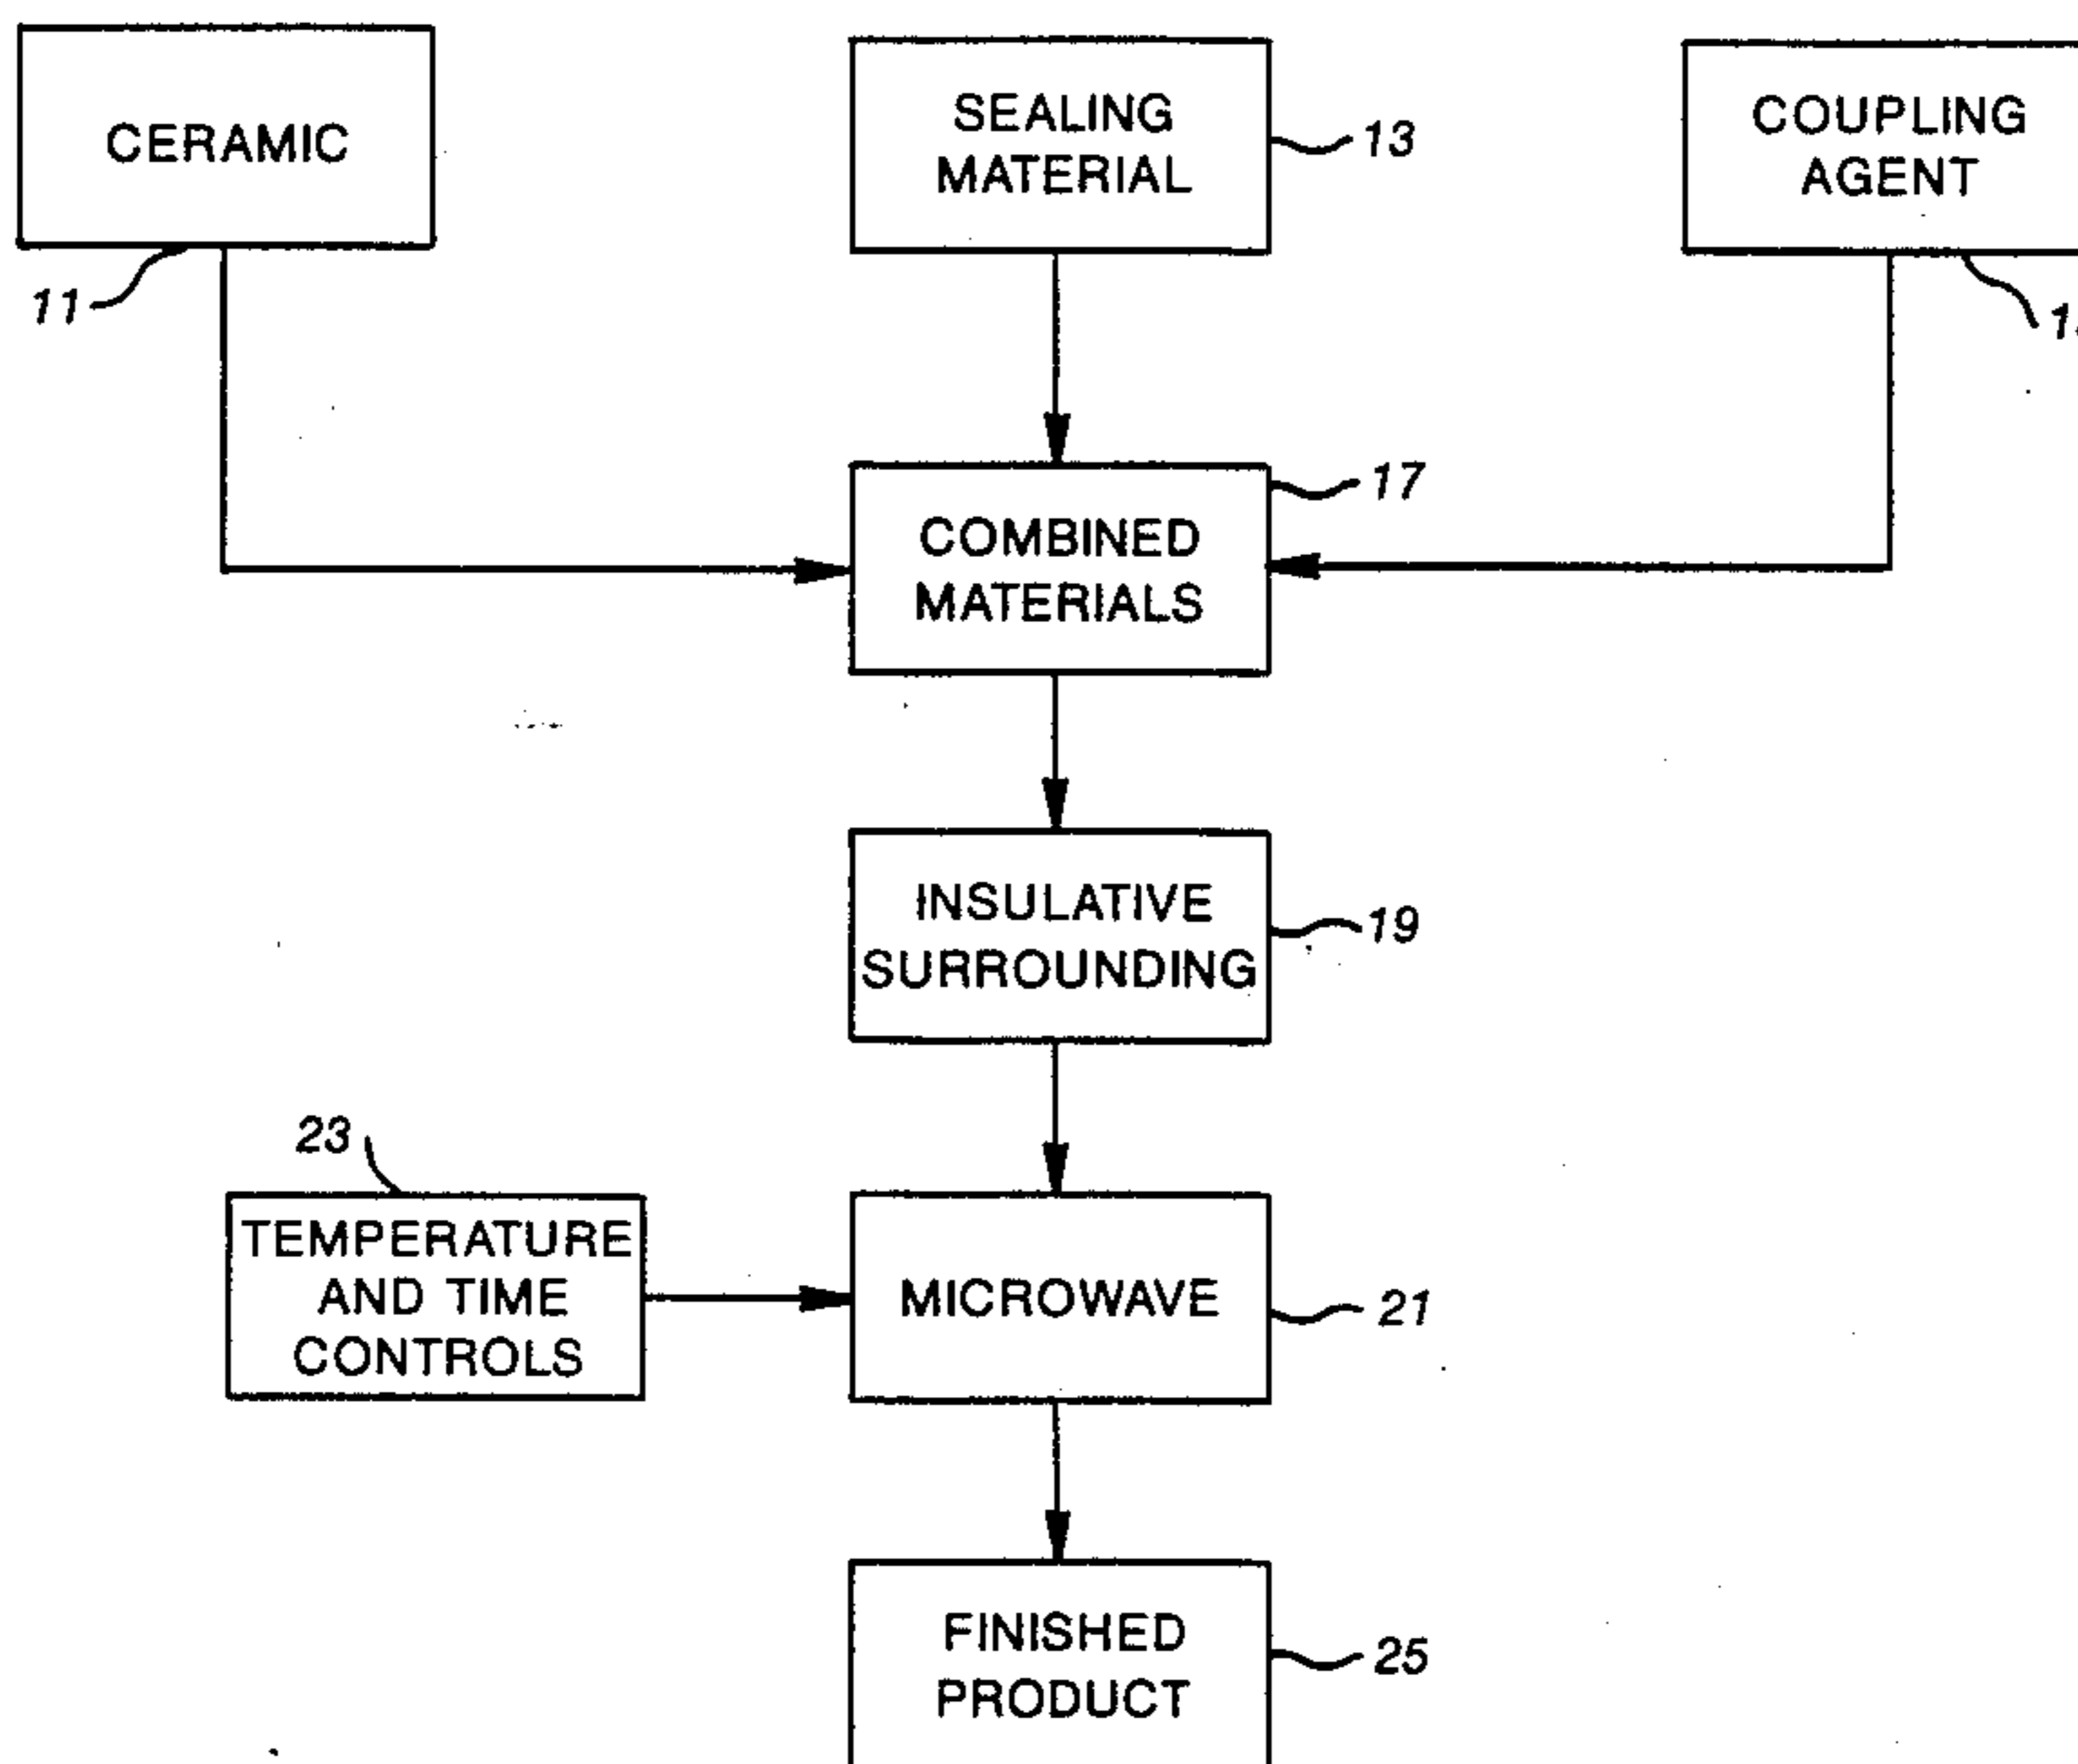 CERAMIC
11
SEALING
MATERIAL
13
COUPLING
AGENT
COMBINED
MATERIALS
17
INSULATIVE
SURROUNDING
19
23
TEMPERATURE
AND TIME
CONTROLS
MICROWAVE
21
FINISHED
PRODUCT
25